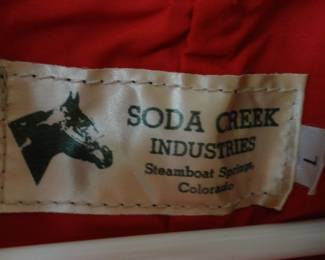 SODA CREEK
INDUSTRIES
Steamboat Springs,
Colorado
L